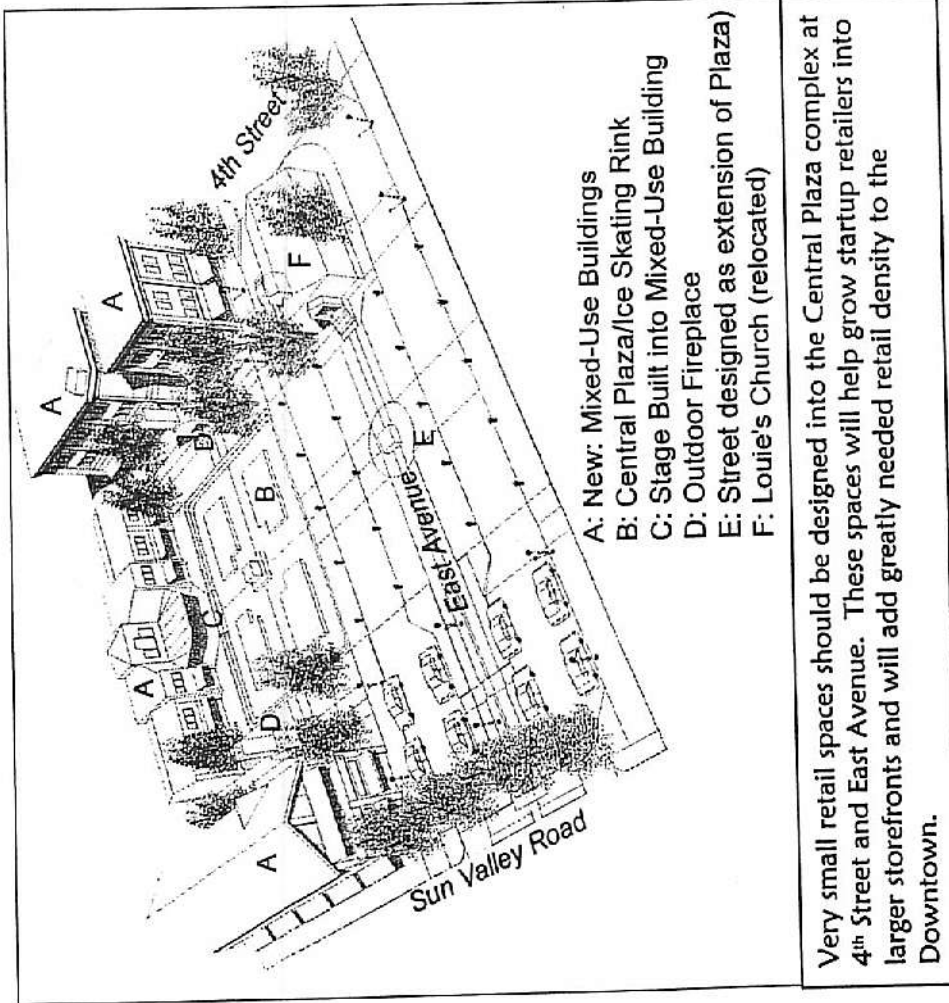 4th Street
A
A
A
C
D
D
F
B
East Avenue
E
A
Sun Valley Road
A: New: Mixed-Use Buildings
B: Central Plaza/Ice Skating Rink
C: Stage Built into Mixed-Use Building
D: Outdoor Fireplace
E: Street designed as extension of Plaza)
F: Louie's Church (relocated)
Very small retail spaces should be designed into the Central Plaza complex at
4th Street and East Avenue. These spaces will help grow startup retailers into
larger storefronts and will add greatly needed retail density to the
Downtown.